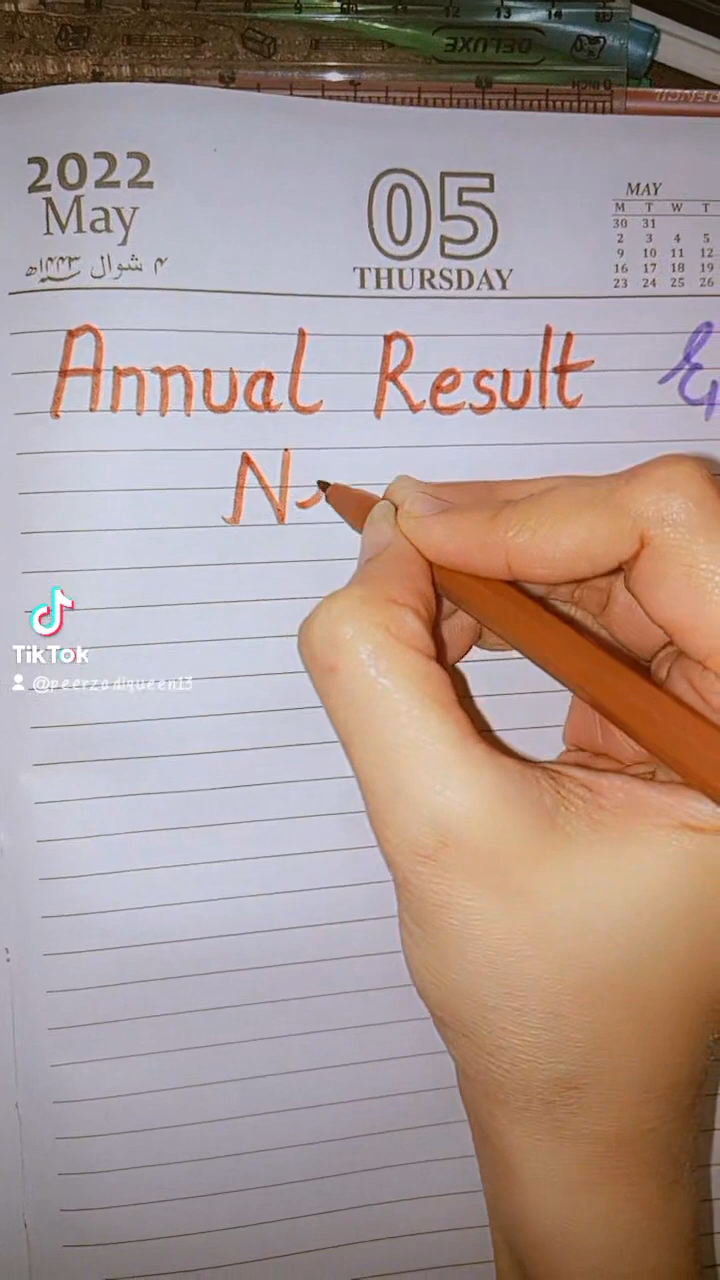 DELUXE
2022
May
۴ شوال ۱۴۴۳ھ
05
THURSDAY
MAY
M T W T
30 31
2 3 4 5
9 10 11 12
16 17 18 19
23 24 25 26
Annual Result &
N
TikTok
@peerzadiqueen13